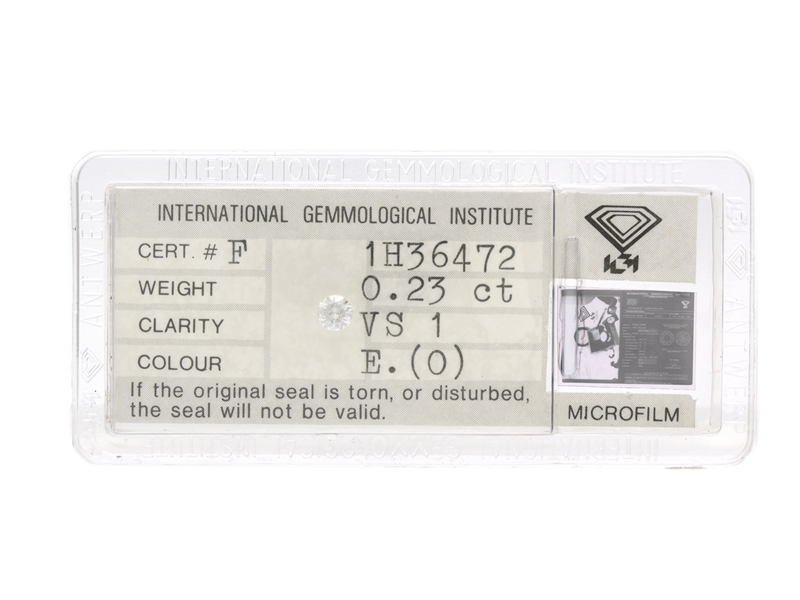 INTERNATIONAL GEMMOLOGICAL INSTITUTE
INTERNATIONAL GEMMOLOGICAL INSTITUTE
CERT. # F 1H36472
WEIGHT 0.23 ct
CLARITY VS 1
COLOUR E.(O)
If the original seal is torn, or disturbed,
the seal will not be valid.
IGI
MICROFILM
ANTWERP
ANTWERP